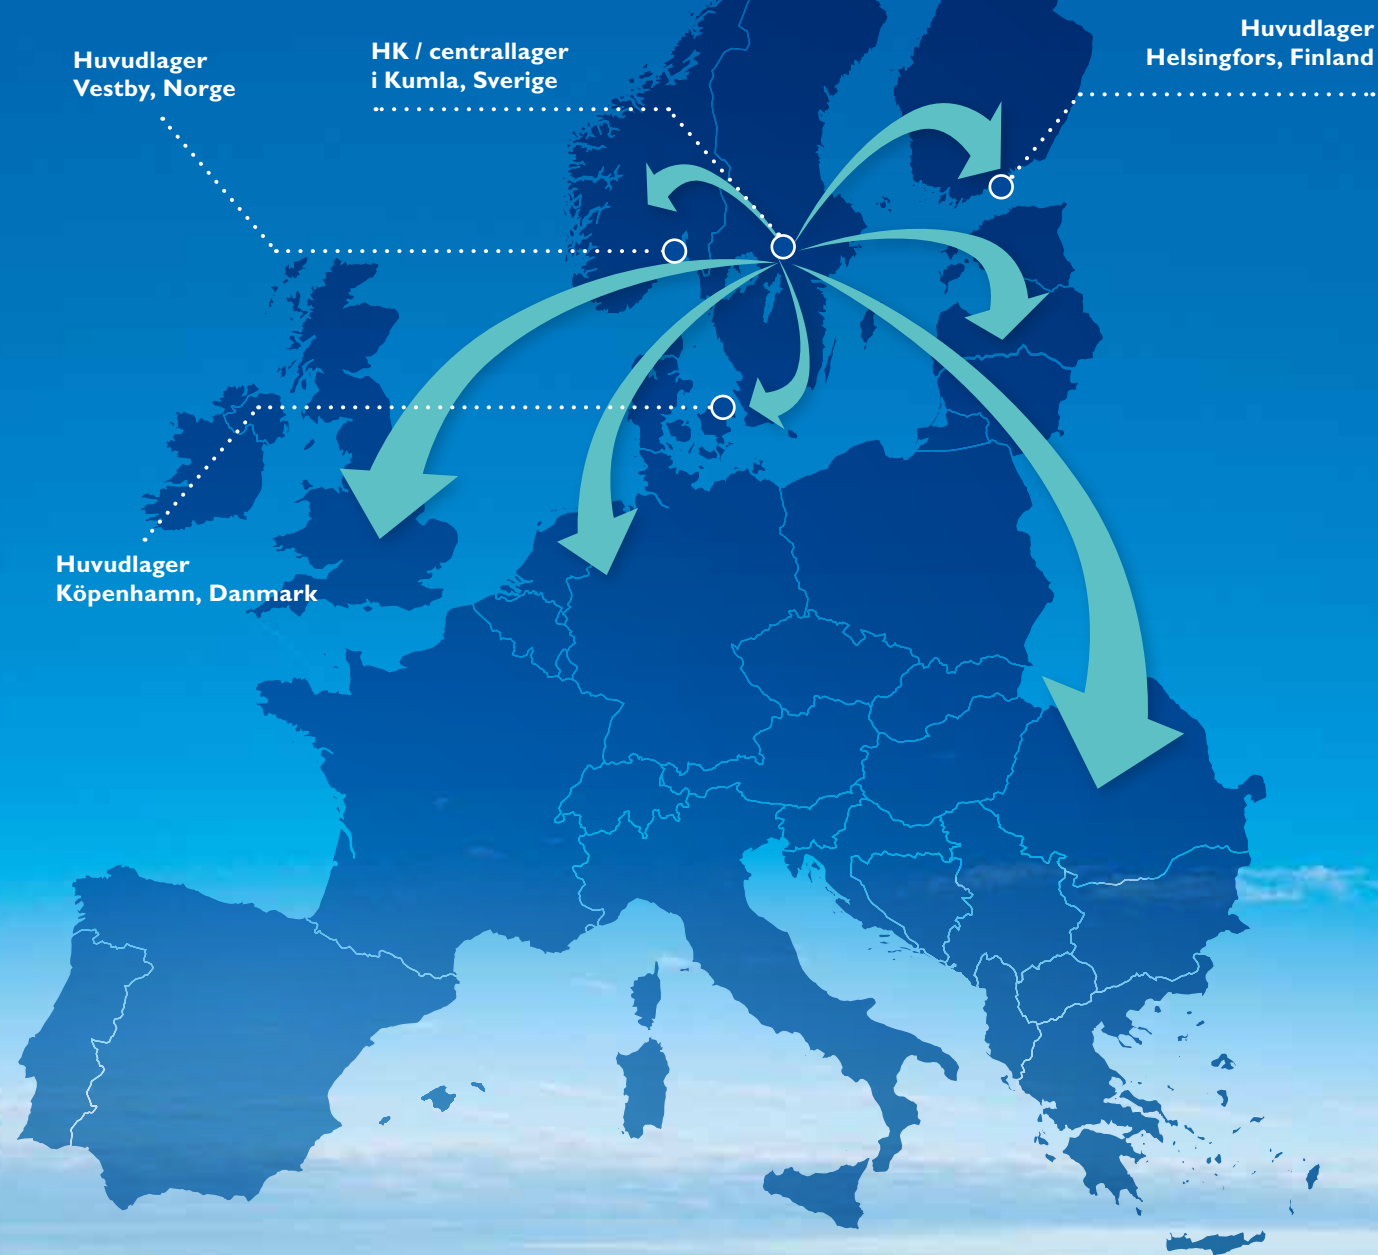 Huvudlager
Vestby, Norge
HK / centrallager
i Kumla, Sverige
Huvudlager
Helsingfors, Finland
Huvudlager
Köpenhamn, Danmark